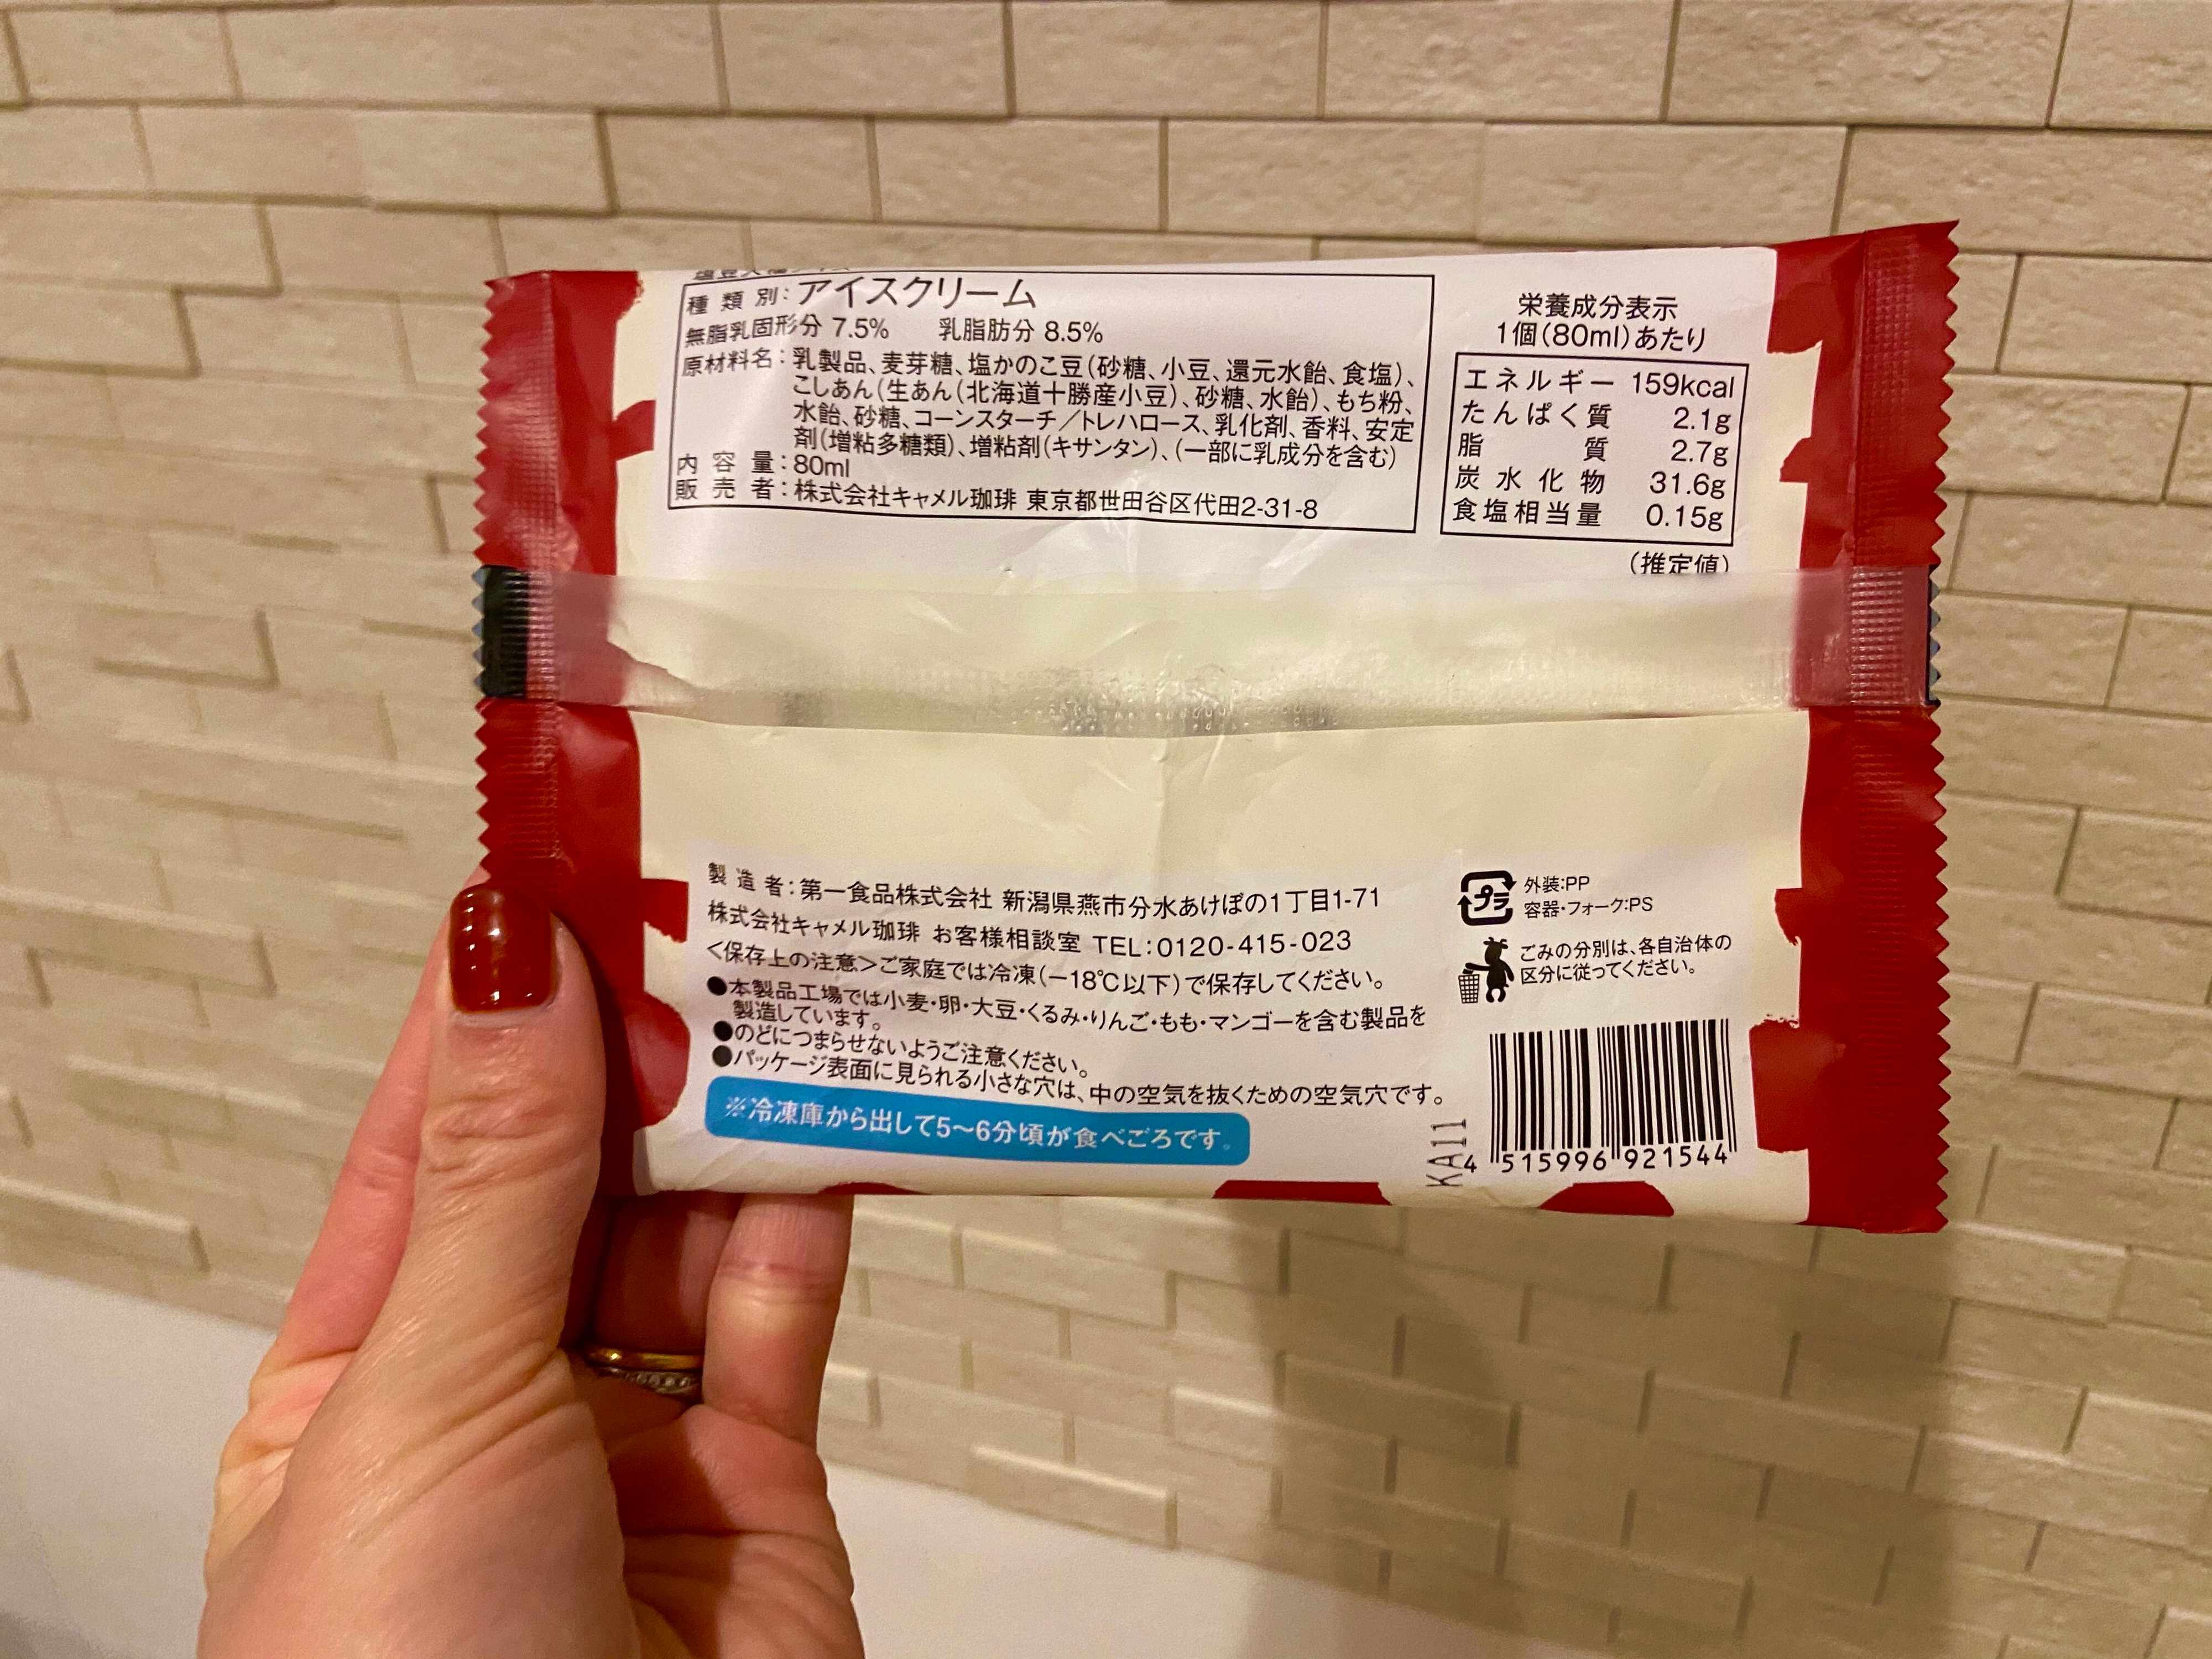 種類別：アイスクリーム
無脂乳固形分 7.5%　乳脂肪分 8.5%
原材料名：乳製品、麦芽糖、塩かのこ豆（砂糖、小豆、還元水飴、食塩）、
こしあん（生あん（北海道十勝産小豆）、砂糖、水飴）、もち粉、
水飴、砂糖、コーンスターチ／トレハロース、乳化剤、香料、安定
剤（増粘多糖類）、増粘剤（キサンタン）、（一部に乳成分を含む）
内容量：80ml
販売者：株式会社キャメル珈琲 東京都世田谷区代田2-31-8
栄養成分表示
1個（80ml）あたり
エネルギー 159kcal
たんぱく質 2.1g
脂質 2.7g
炭水化物 31.6g
食塩相当量 0.15g
（推定値）
製造者：第一食品株式会社 新潟県燕市分水あけぼの1丁目1-71
株式会社キャメル珈琲 お客様相談室 TEL：0120-415-023
＜保存上の注意＞ご家庭では冷凍（−18℃以下）で保存してください。
●本製品工場では小麦・卵・大豆・くるみ・りんご・もも・マンゴーを含む製品を
製造しています。
●のどにつまらせないようご注意ください。
●パッケージ表面に見られる小さな穴は、中の空気を抜くための空気穴です。
※冷凍庫から出して5〜6分頃が食べごろです。
プラ
外装：PP
容器・フォーク：PS
ごみの分別は、各自治体の
区分に従ってください。
KA11
4 515996 921544